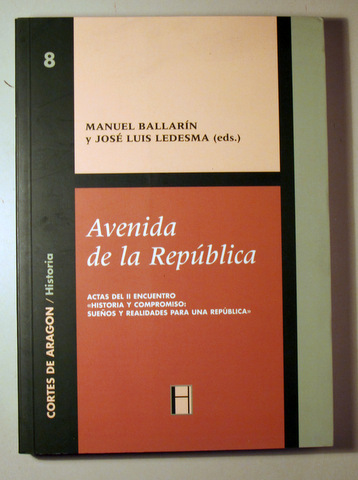 8
MANUEL BALLARÍN
y JOSÉ LUIS LEDESMA (eds.)
Avenida
de la República
ACTAS DEL II ENCUENTRO
«HISTORIA Y COMPROMISO:
SUEÑOS Y REALIDADES PARA UNA REPÚBLICA»
CORTES DE ARAGON / Historia
H